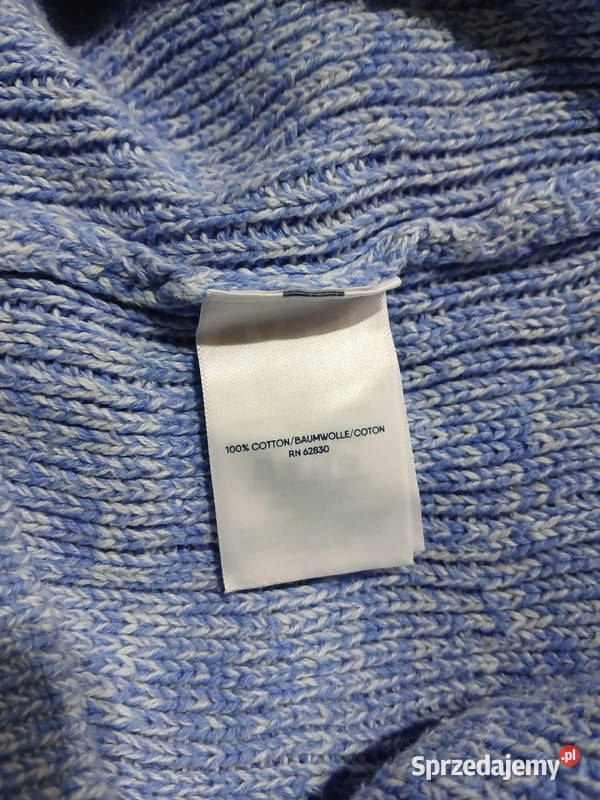 100% COTTON/BAUMWOLLE/COTON
RN 62830
Sprzedajemy.pl